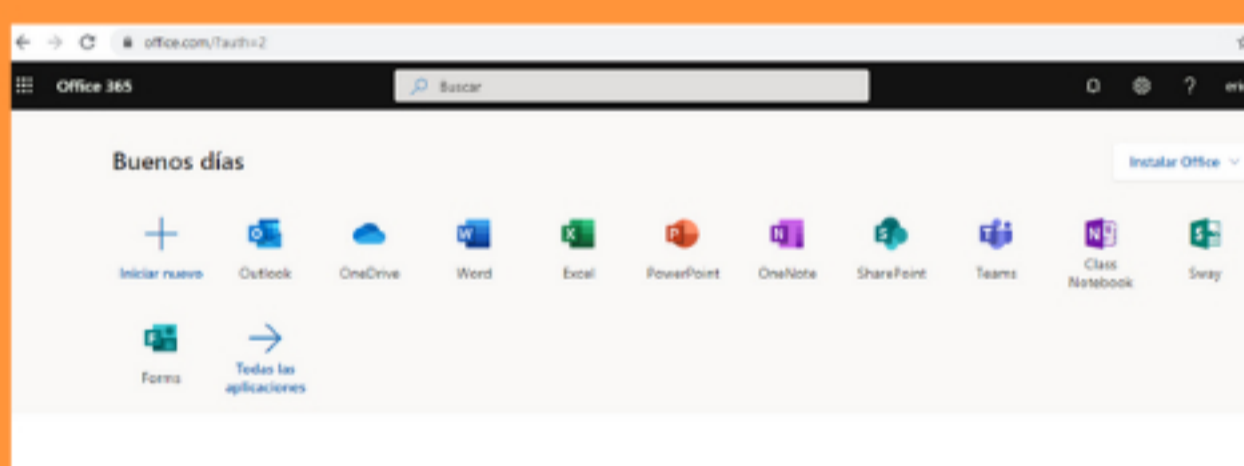 office.com/?auth=2
Office 365
Buscar
?
Buenos días
Instalar Office
Iniciar nuevo
Outlook
OneDrive
Word
Excel
PowerPoint
OneNote
SharePoint
Teams
Class
Notebook
Sway
Forms
Todas las
aplicaciones